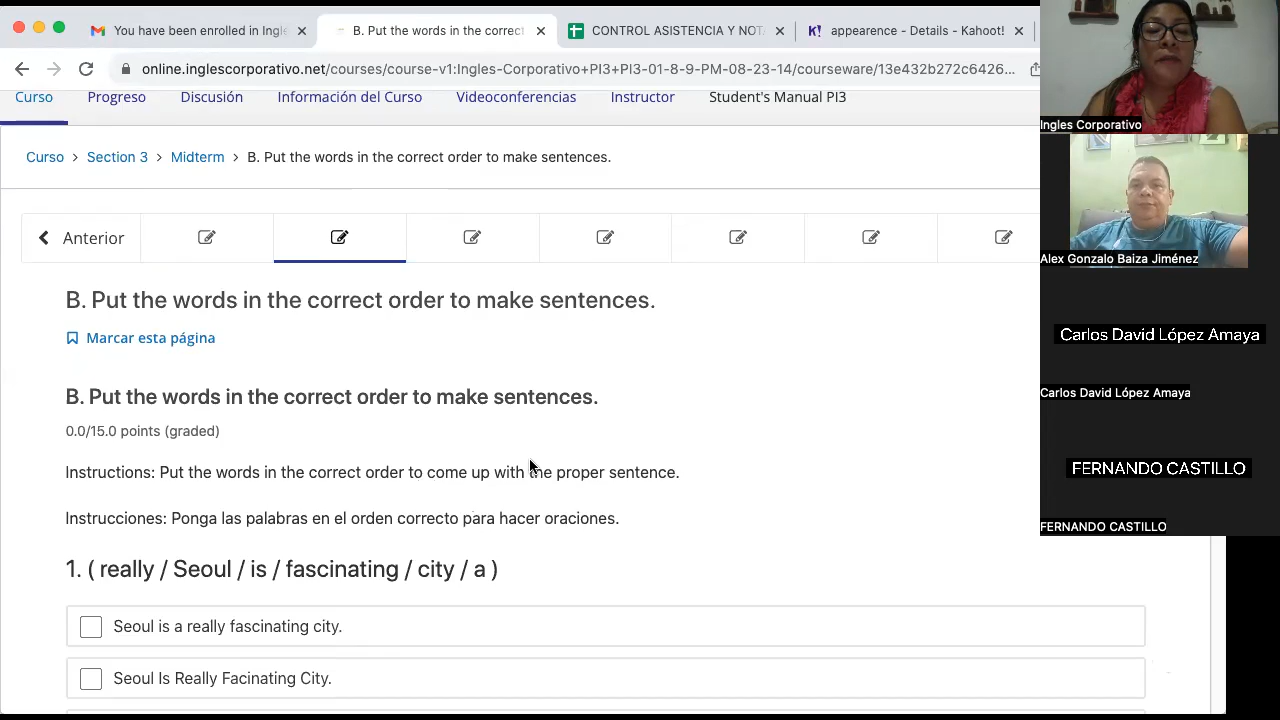 You have been enrolled in Ingle
B. Put the words in the correct
CONTROL ASISTENCIA Y NOT
K! appearence - Details - Kahoot!
online.inglescorporativo.net/courses/course-v1:Ingles-Corporativo+PI3+PI3-01-8-9-PM-08-23-14/courseware/13e432b272c6426...
Curso Progreso Discusión Información del Curso Videoconferencias Instructor Student's Manual PI3
Curso > Section 3 > Midterm > B. Put the words in the correct order to make sentences.
Anterior
B. Put the words in the correct order to make sentences.
Marcar esta página
B. Put the words in the correct order to make sentences.
0.0/15.0 points (graded)
Instructions: Put the words in the correct order to come up with the proper sentence.
Instrucciones: Ponga las palabras en el orden correcto para hacer oraciones.
1. ( really / Seoul / is / fascinating / city / a )
Seoul is a really fascinating city.
Seoul Is Really Facinating City.
Ingles Corporativo
Alex Gonzalo Baiza Jiménez
Carlos David López Amaya
Carlos David López Amaya
FERNANDO CASTILLO
FERNANDO CASTILLO